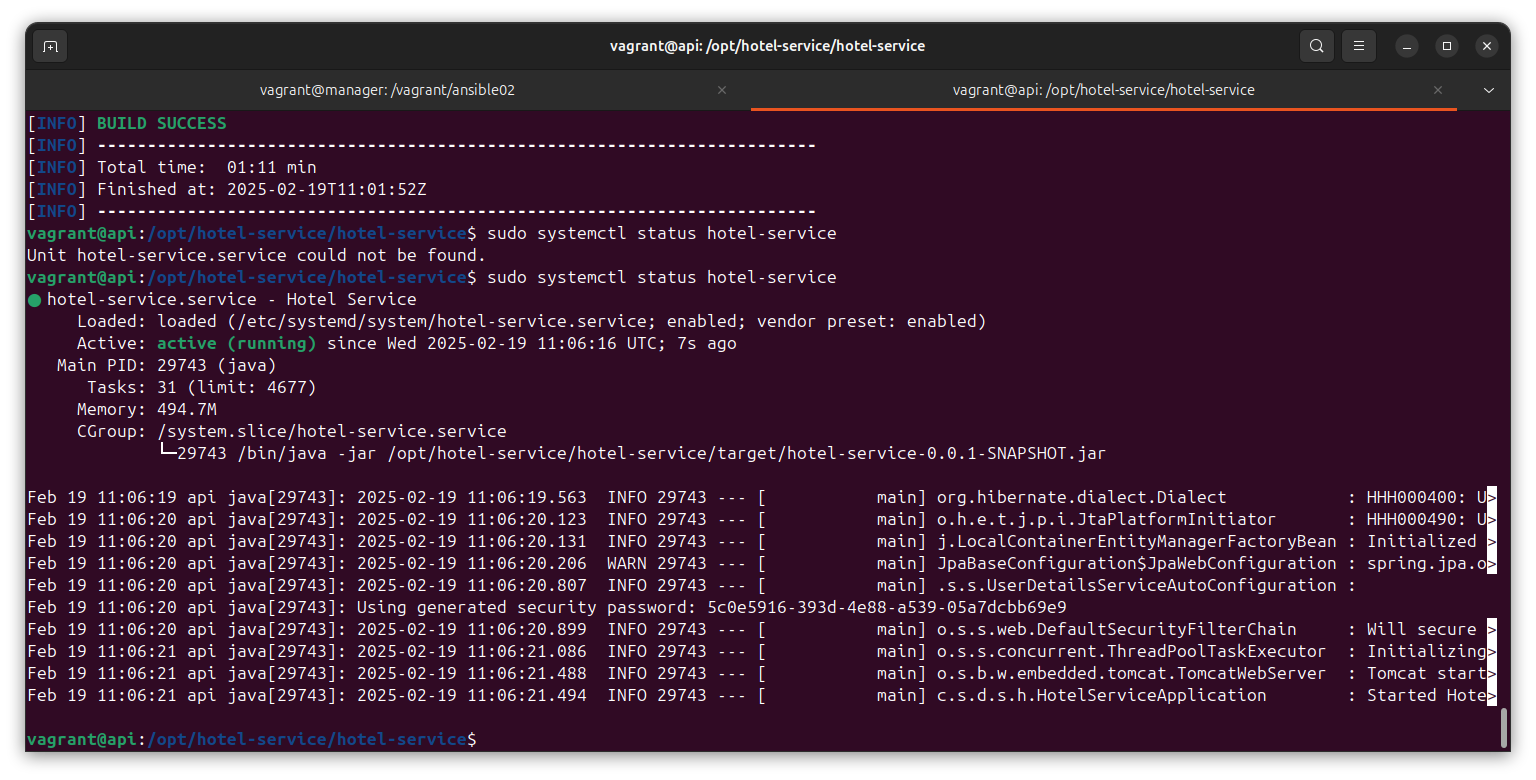 vagrant@api: /opt/hotel-service/hotel-service
vagrant@manager: /vagrant/ansible02
vagrant@api: /opt/hotel-service/hotel-service
[INFO] BUILD SUCCESS
[INFO] ------------------------------------------------------------------------
[INFO] Total time:  01:11 min
[INFO] Finished at: 2025-02-19T11:01:52Z
[INFO] ------------------------------------------------------------------------
vagrant@api:/opt/hotel-service/hotel-service$ sudo systemctl status hotel-service
Unit hotel-service.service could not be found.
vagrant@api:/opt/hotel-service/hotel-service$ sudo systemctl status hotel-service
● hotel-service.service - Hotel Service
     Loaded: loaded (/etc/systemd/system/hotel-service.service; enabled; vendor preset: enabled)
     Active: active (running) since Wed 2025-02-19 11:06:16 UTC; 7s ago
   Main PID: 29743 (java)
      Tasks: 31 (limit: 4677)
     Memory: 494.7M
     CGroup: /system.slice/hotel-service.service
             └─29743 /bin/java -jar /opt/hotel-service/hotel-service/target/hotel-service-0.0.1-SNAPSHOT.jar
Feb 19 11:06:19 api java[29743]: 2025-02-19 11:06:19.563  INFO 29743 --- [           main] org.hibernate.dialect.Dialect            : HHH000400: U>
Feb 19 11:06:20 api java[29743]: 2025-02-19 11:06:20.123  INFO 29743 --- [           main] o.h.e.t.j.p.i.JtaPlatformInitiator       : HHH000490: U>
Feb 19 11:06:20 api java[29743]: 2025-02-19 11:06:20.131  INFO 29743 --- [           main] j.LocalContainerEntityManagerFactoryBean : Initialized >
Feb 19 11:06:20 api java[29743]: 2025-02-19 11:06:20.206  WARN 29743 --- [           main] JpaBaseConfiguration$JpaWebConfiguration : spring.jpa.o>
Feb 19 11:06:20 api java[29743]: 2025-02-19 11:06:20.807  INFO 29743 --- [           main] .s.s.UserDetailsServiceAutoConfiguration :
Feb 19 11:06:20 api java[29743]: Using generated security password: 5c0e5916-393d-4e88-a539-05a7dcbb69e9
Feb 19 11:06:20 api java[29743]: 2025-02-19 11:06:20.899  INFO 29743 --- [           main] o.s.s.web.DefaultSecurityFilterChain     : Will secure >
Feb 19 11:06:21 api java[29743]: 2025-02-19 11:06:21.086  INFO 29743 --- [           main] o.s.s.concurrent.ThreadPoolTaskExecutor  : Initializing>
Feb 19 11:06:21 api java[29743]: 2025-02-19 11:06:21.488  INFO 29743 --- [           main] o.s.b.w.embedded.tomcat.TomcatWebServer  : Tomcat start>
Feb 19 11:06:21 api java[29743]: 2025-02-19 11:06:21.494  INFO 29743 --- [           main] c.s.d.s.h.HotelServiceApplication        : Started Hote>
vagrant@api:/opt/hotel-service/hotel-service$